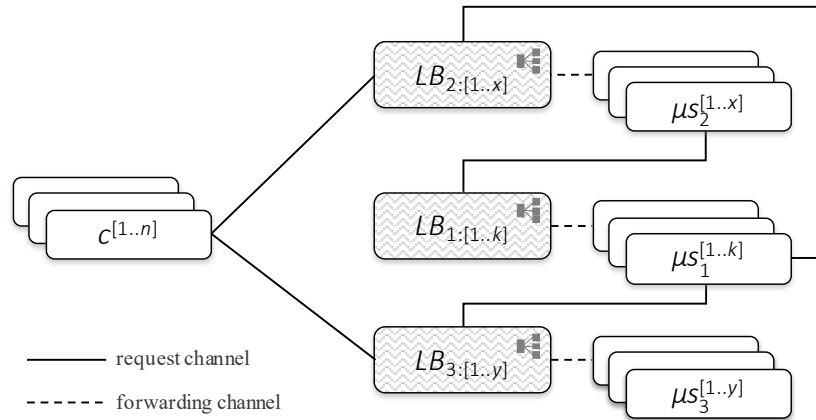 LB2:[1..x]
μs2[1..x]
LB1:[1..k]
c[1..n]
μs1[1..k]
LB3:[1..y]
request channel
forwarding channel
μs3[1..y]